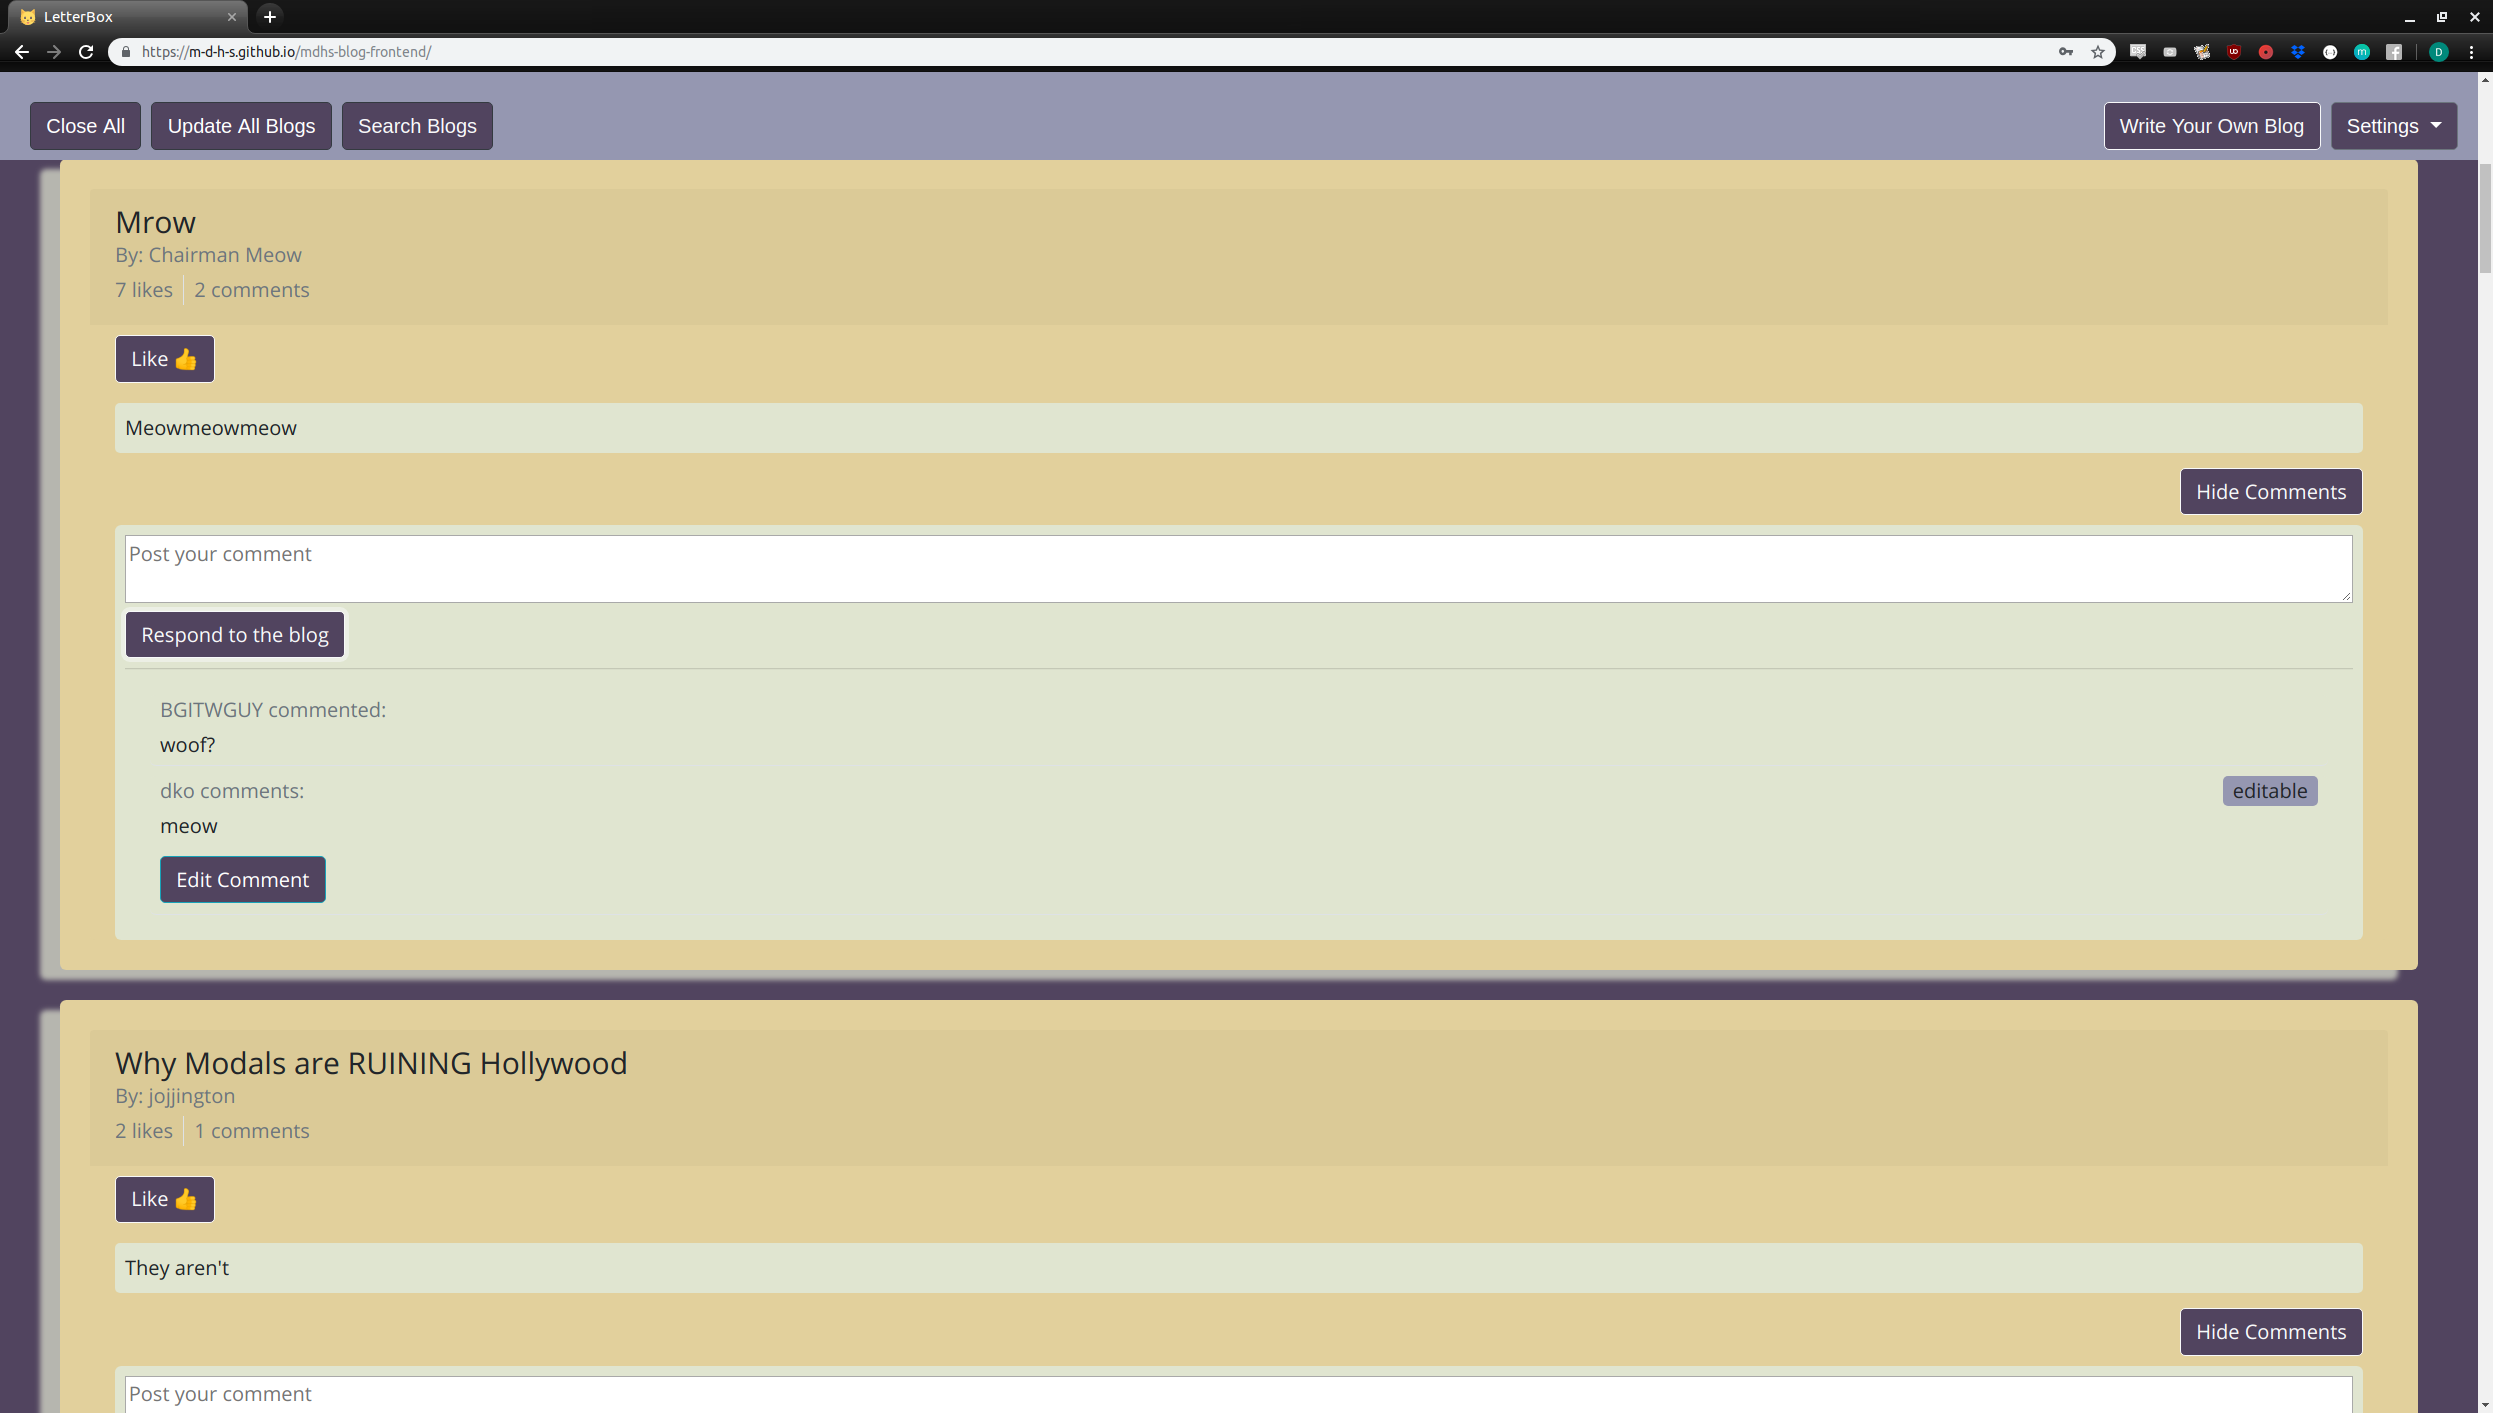 LetterBox
https://m-d-h-s.github.io/mdhs-blog-frontend/
D
Close All
Update All Blogs
Search Blogs
Write Your Own Blog
Settings
Mrow
By: Chairman Meow
7 likes
2 comments
Like 👍
Meowmeowmeow
Hide Comments
Post your comment
Respond to the blog
BGITWGUY commented:
woof?
dko comments:
editable
meow
Edit Comment
Why Modals are RUINING Hollywood
By: jojjington
2 likes
1 comments
Like 👍
They aren't
Hide Comments
Post your comment